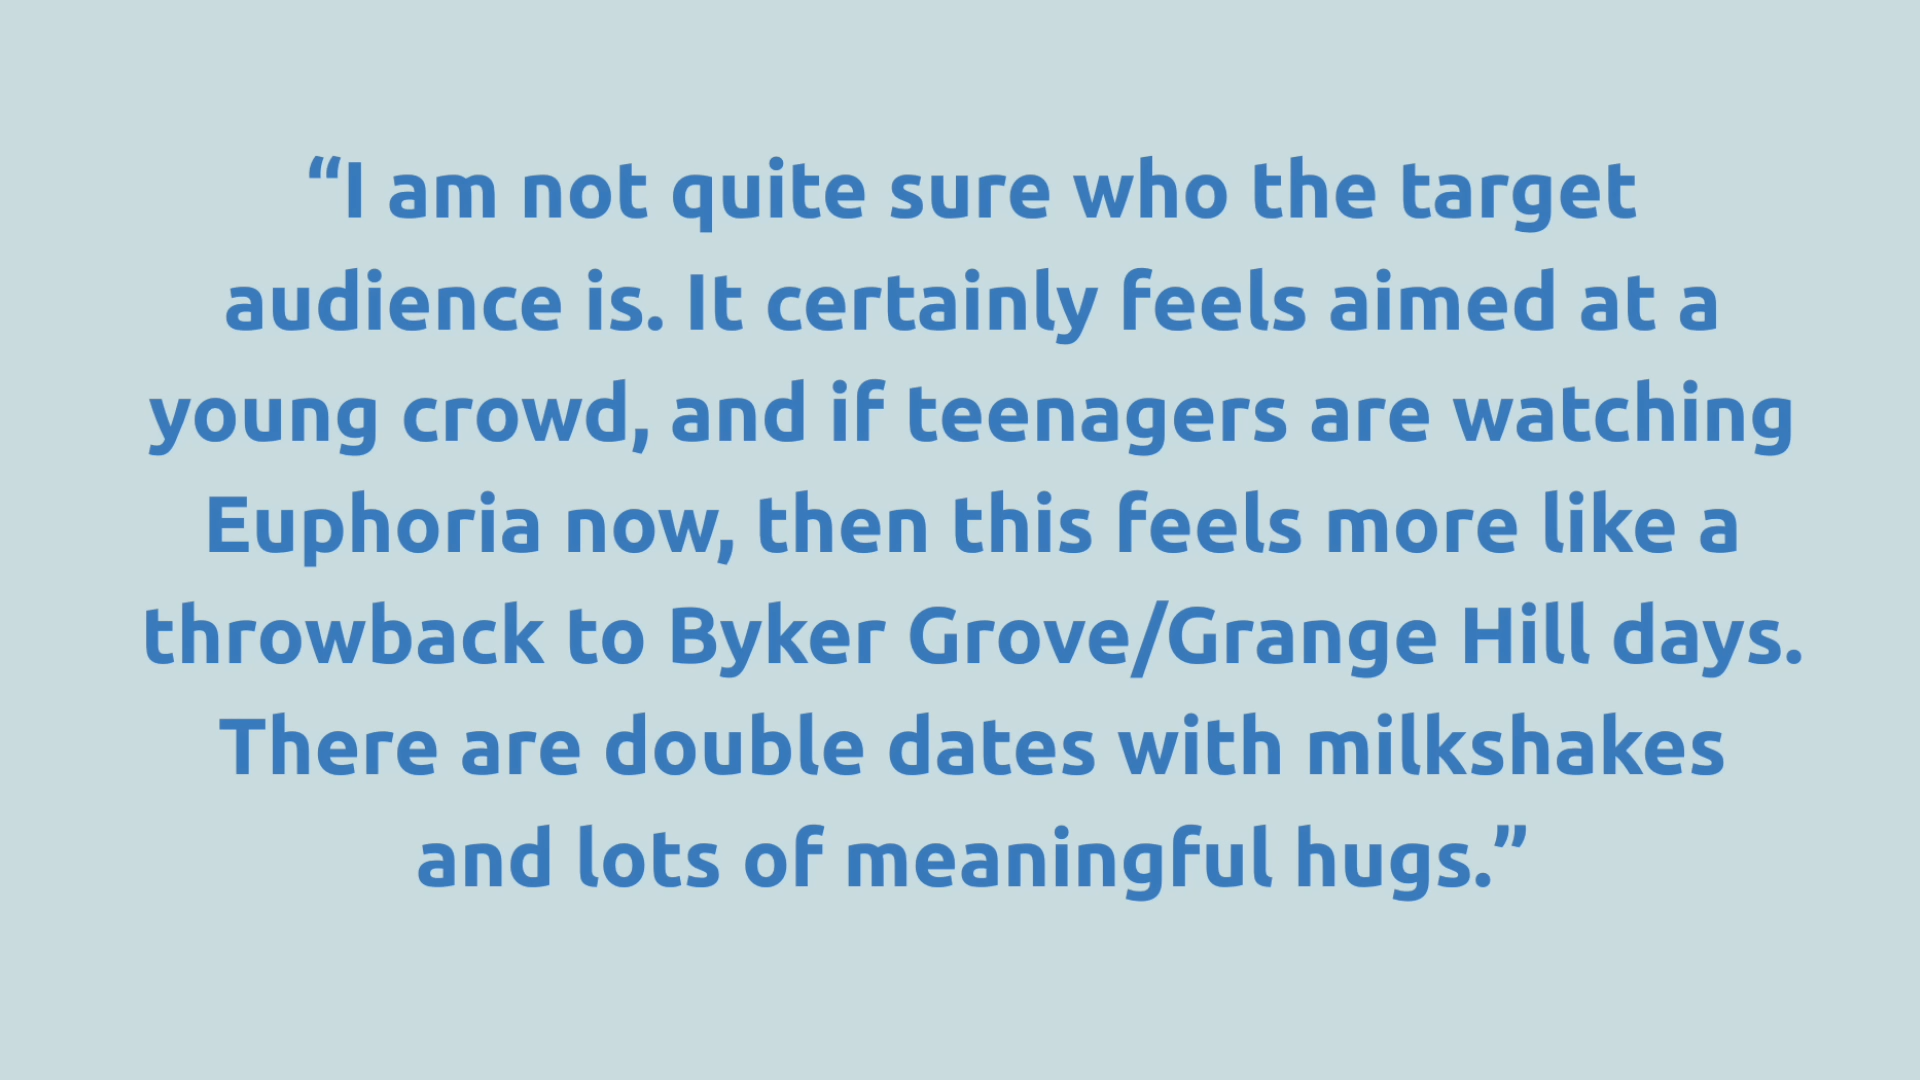 “I am not quite sure who the target
audience is. It certainly feels aimed at a
young crowd, and if teenagers are watching
Euphoria now, then this feels more like a
throwback to Byker Grove/Grange Hill days.
There are double dates with milkshakes
and lots of meaningful hugs.”